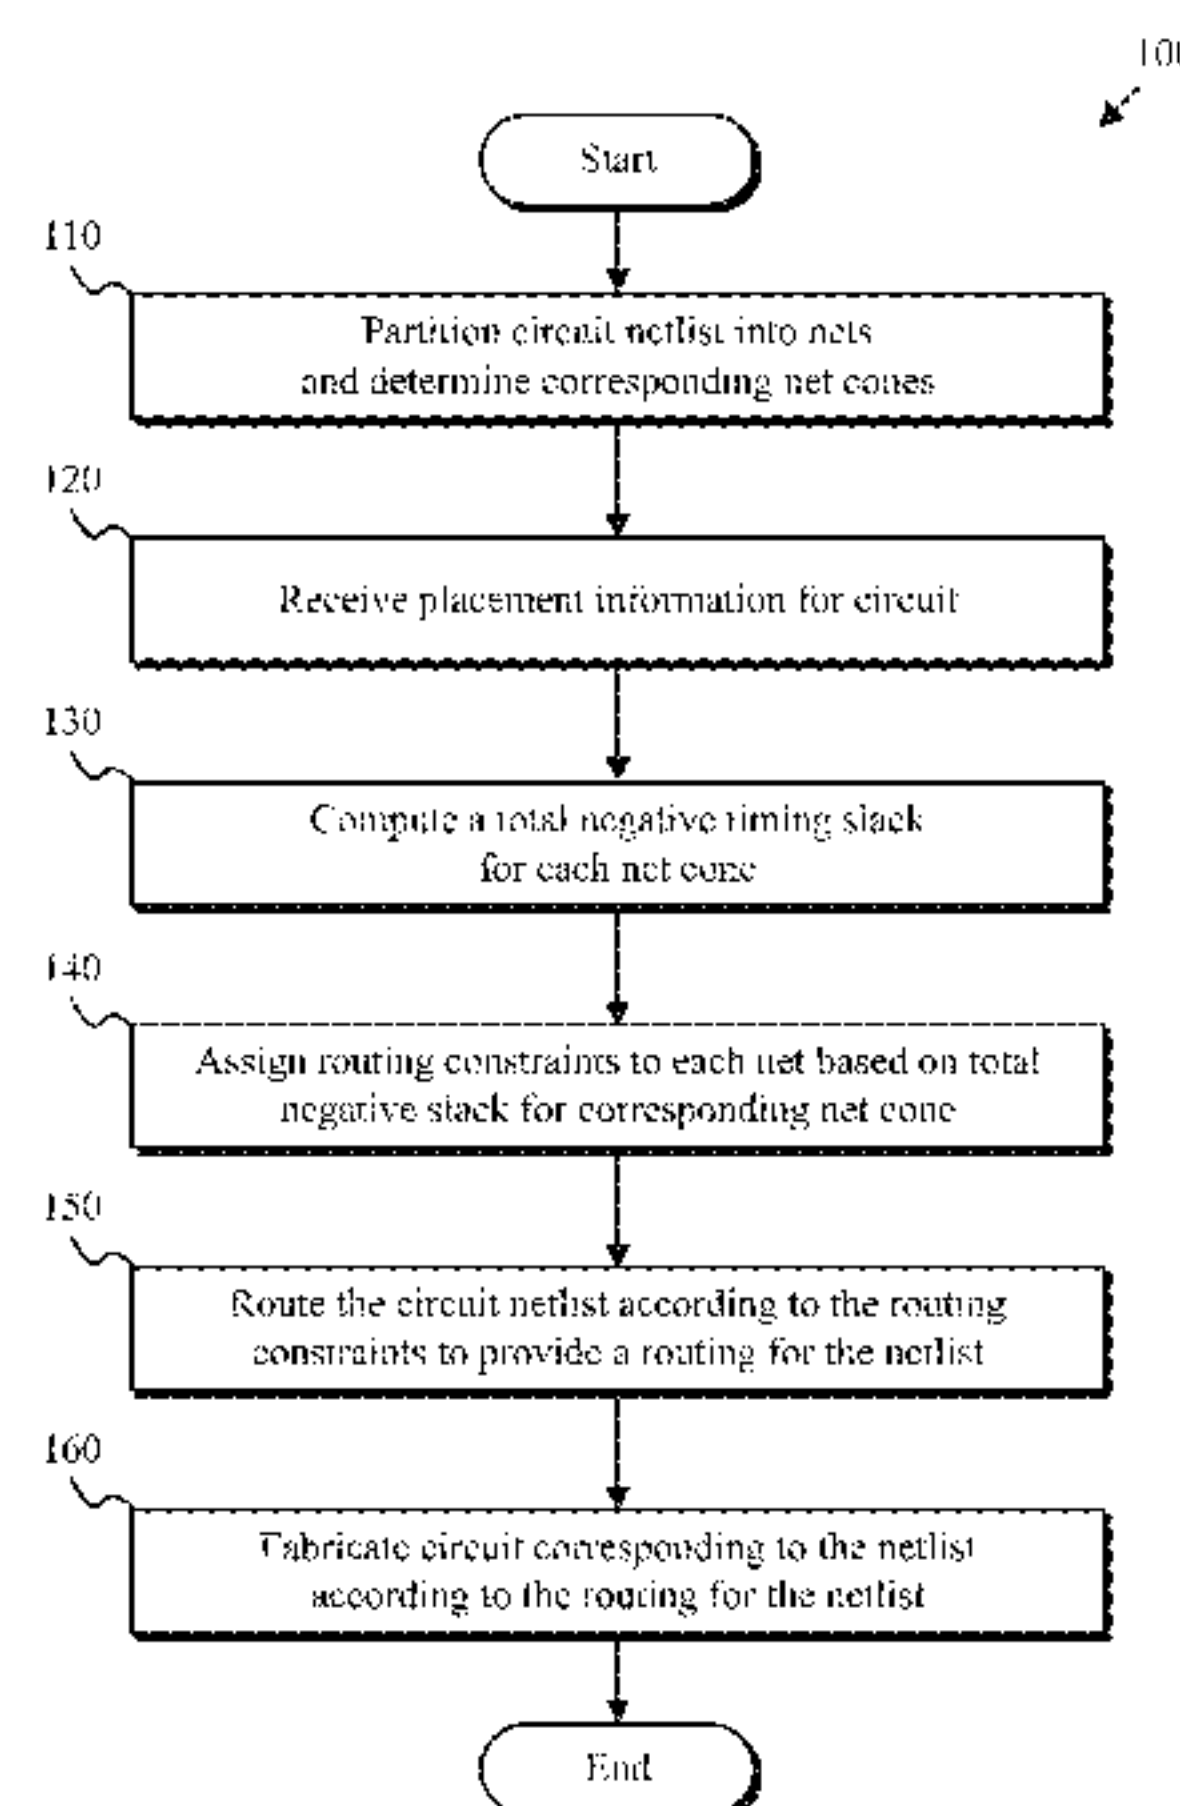 100
Start
110
Partition circuit netlist into nets
and determine corresponding net cones
120
Receive placement information for circuit
130
Compute a total negative timing slack
for each net cone
140
Assign routing constraints to each net based on total
negative slack for corresponding net cone
150
Route the circuit netlist according to the routing
constraints to provide a routing for the netlist
160
Fabricate circuit corresponding to the netlist
according to the routing for the netlist
End